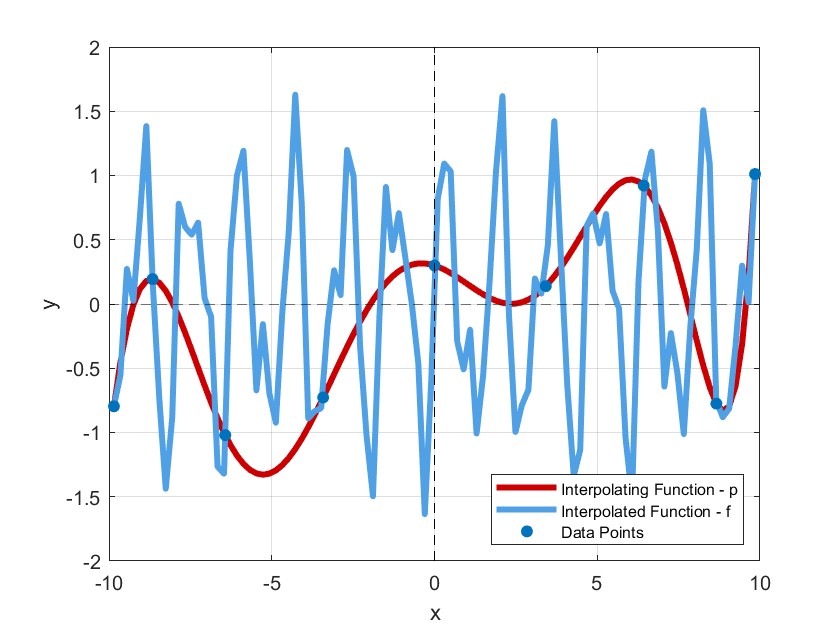 2
1.5
1
0.5
0
-0.5
-1
-1.5
-2
y
Interpolating Function - p
Interpolated Function - f
Data Points
-10
-5
0
5
10
x